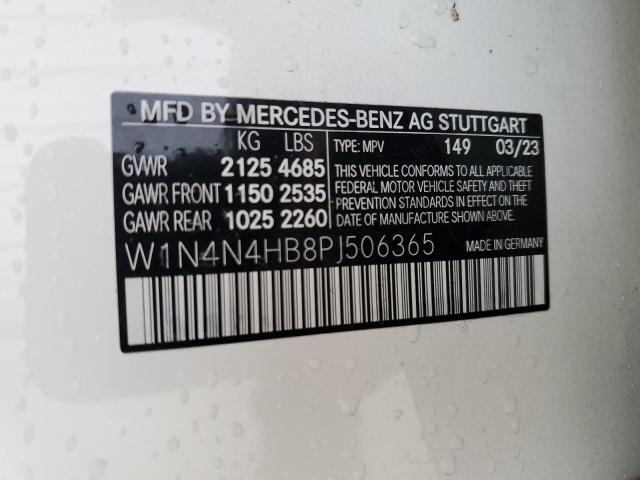 MFD BY MERCEDES-BENZ AG STUTTGART
KG LBS
GVWR 2125 4685
GAWR FRONT 1150 2535
GAWR REAR 1025 2260
TYPE: MPV 149 03/23
THIS VEHICLE CONFORMS TO ALL APPLICABLE
FEDERAL MOTOR VEHICLE SAFETY AND THEFT
PREVENTION STANDARDS IN EFFECT ON THE
DATE OF MANUFACTURE SHOWN ABOVE.
W1N4N4HB8PJ506365
MADE IN GERMANY